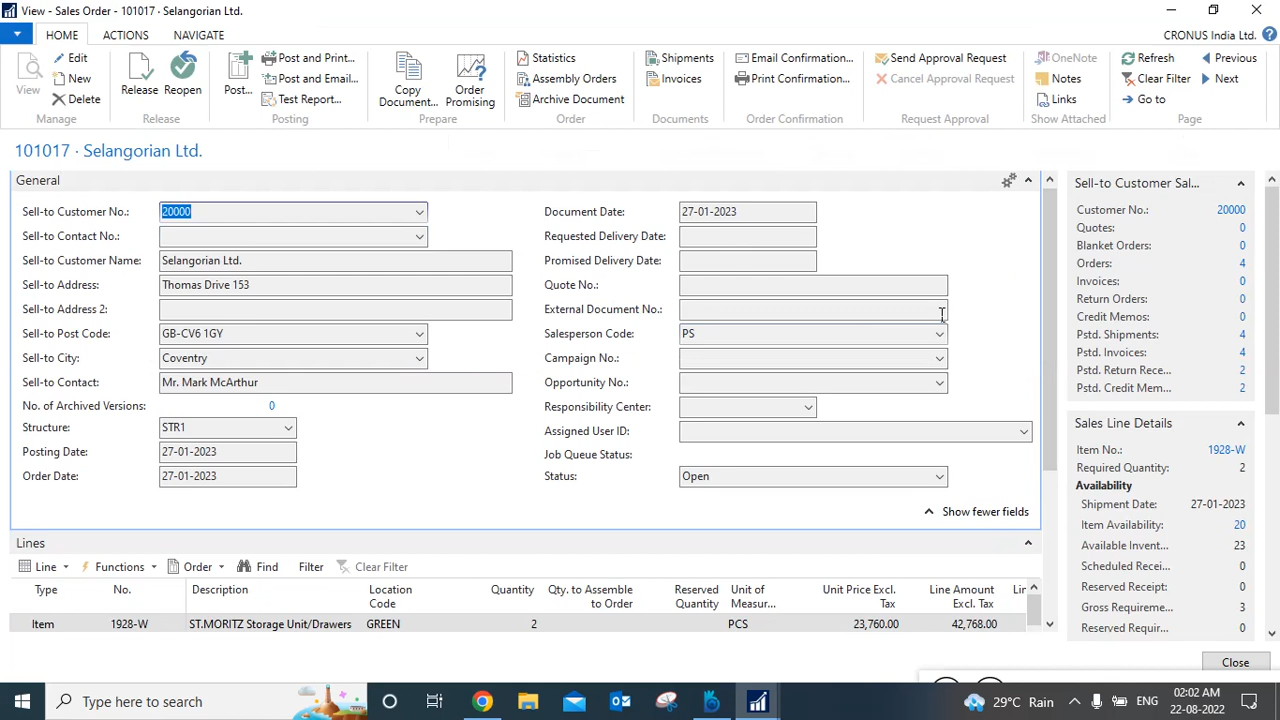 View - Sales Order - 101017 · Selangorian Ltd.
HOME ACTIONS NAVIGATE CRONUS India Ltd. ?
View Edit New Delete Manage
Release Reopen Release
Post... Post and Print... Post and Email... Test Report... Posting
Copy Document... Order Promising Prepare
Statistics Assembly Orders Archive Document Order
Shipments Invoices Documents
Email Confirmation... Print Confirmation... Order Confirmation
Send Approval Request Cancel Approval Request Request Approval
OneNote Notes Links Show Attached
Refresh Clear Filter Go to Previous Next Page
101017 · Selangorian Ltd.
General
Sell-to Customer No.: 20000
Sell-to Contact No.:
Sell-to Customer Name: Selangorian Ltd.
Sell-to Address: Thomas Drive 153
Sell-to Address 2:
Sell-to Post Code: GB-CV6 1GY
Sell-to City: Coventry
Sell-to Contact: Mr. Mark McArthur
No. of Archived Versions: 0
Structure: STR1
Posting Date: 27-01-2023
Order Date: 27-01-2023
Document Date: 27-01-2023
Requested Delivery Date:
Promised Delivery Date:
Quote No.:
External Document No.:
Salesperson Code: PS
Campaign No.:
Opportunity No.:
Responsibility Center:
Assigned User ID:
Job Queue Status:
Status: Open
Show fewer fields
Lines
Line Functions Order Find Filter Clear Filter
Type No. Description Location Code Quantity Qty. to Assemble to Order Reserved Quantity Unit of Measur... Unit Price Excl. Tax Line Amount Excl. Tax Lin
Item 1928-W ST.MORITZ Storage Unit/Drawers GREEN 2 PCS 23,760.00 42,768.00
Sell-to Customer Sal...
Customer No.: 20000
Quotes: 0
Blanket Orders: 0
Orders: 4
Invoices: 0
Return Orders: 0
Credit Memos: 0
Pstd. Shipments: 4
Pstd. Invoices: 4
Pstd. Return Rece... 2
Pstd. Credit Mem... 2
Sales Line Details
Item No.: 1928-W
Required Quantity: 2
Availability
Shipment Date: 27-01-2023
Item Availability: 20
Available Invent... 23
Scheduled Recei... 0
Reserved Receipt: 0
Gross Requireme... 3
Reserved Requir... 0
Close
Type here to search
29°C Rain ENG 02:02 AM
22-08-2022